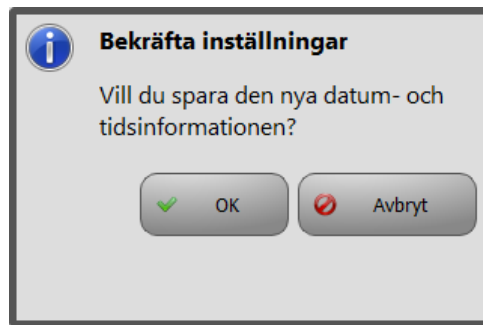 Bekräfta inställningar
Vill du spara den nya datum- och
tidsinformationen?
OK
Avbryt